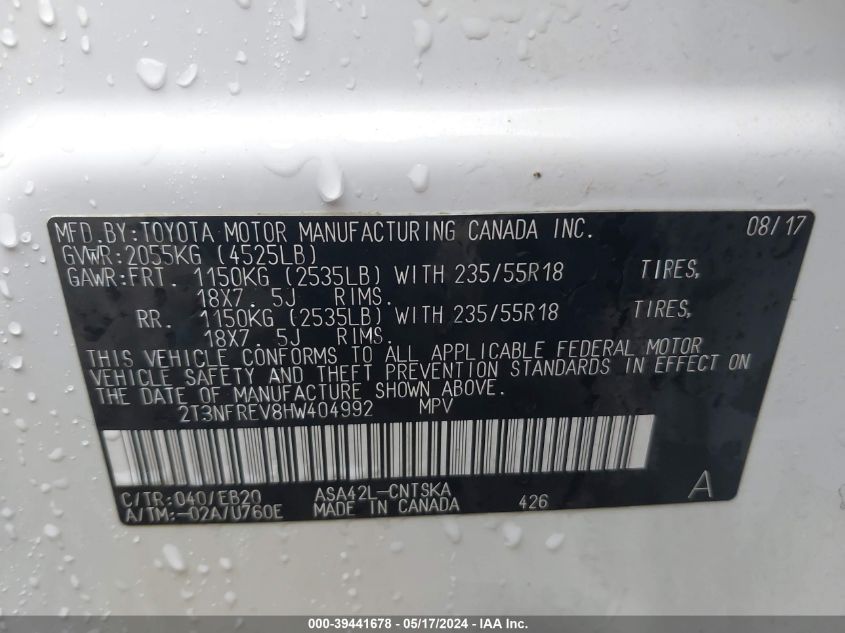 MFD.BY:TOYOTA MOTOR MANUFACTURING CANADA INC. 08/17
GVWR:2055KG (4525LB)
GAWR:FRT. 1150KG (2535LB) WITH 235/55R18 TIRES,
18X7. 5J RIMS.
RR. 1150KG (2535LB) WITH 235/55R18 TIRES,
18X7. 5J RIMS.
THIS VEHICLE CONFORMS TO ALL APPLICABLE FEDERAL MOTOR
VEHICLE SAFETY AND THEFT PREVENTION STANDARDS IN EFFECT ON
THE DATE OF MANUFACTURE SHOWN ABOVE.
2T3NFREV8HW404992 MPV
C/TR:040/EB20 ASA42L-CNTSKA A
A/TM:-02A/U760E MADE IN CANADA 426
000-39441678 - 05/17/2024 - IAA Inc.